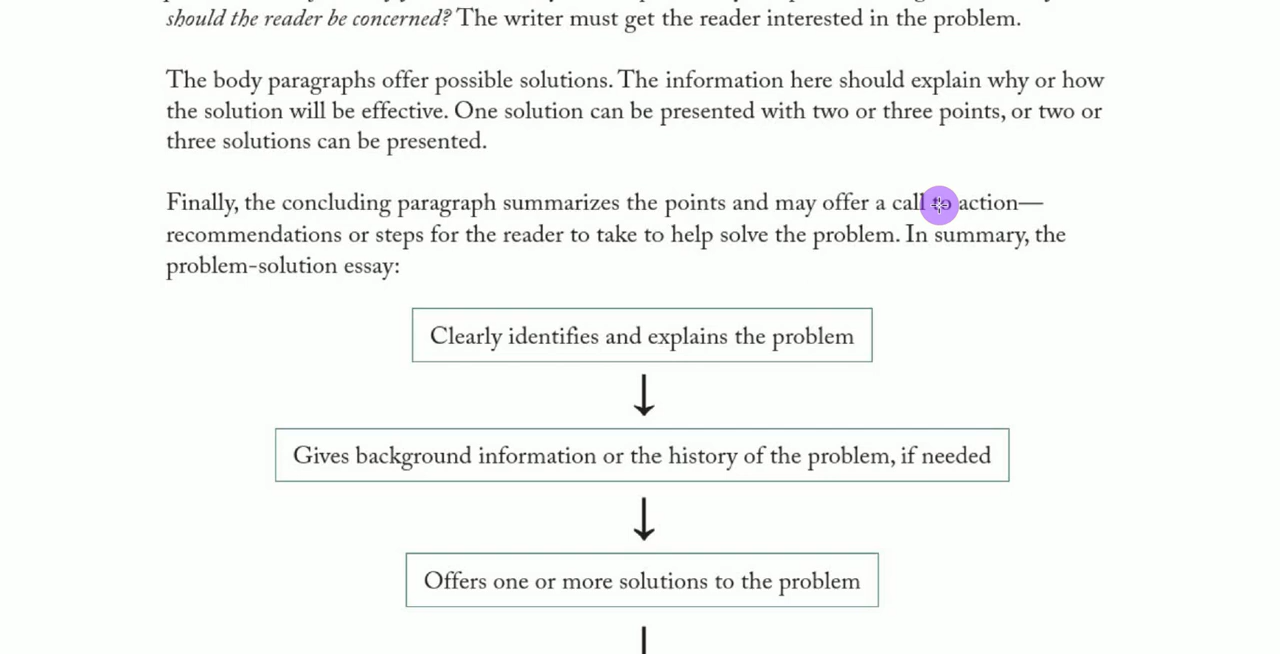 should the reader be concerned? The writer must get the reader interested in the problem.
The body paragraphs offer possible solutions. The information here should explain why or how
the solution will be effective. One solution can be presented with two or three points, or two or
three solutions can be presented.
Finally, the concluding paragraph summarizes the points and may offer a call to action—
recommendations or steps for the reader to take to help solve the problem. In summary, the
problem-solution essay:
Clearly identifies and explains the problem
Gives background information or the history of the problem, if needed
Offers one or more solutions to the problem